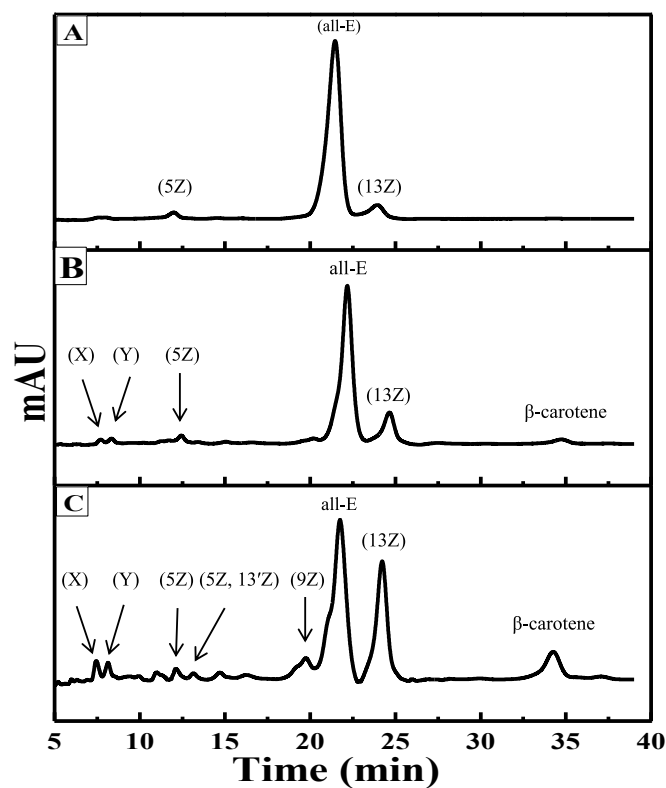 A
(all-E)
(5Z)
(13Z)
B
all-E
(X) (Y) (5Z)
(13Z)
β-carotene
mAU
C
all-E
(13Z)
(X) (Y) (5Z) (5Z, 13'Z) (9Z)
β-carotene
5 10 15 20 25 30 35 40
Time (min)